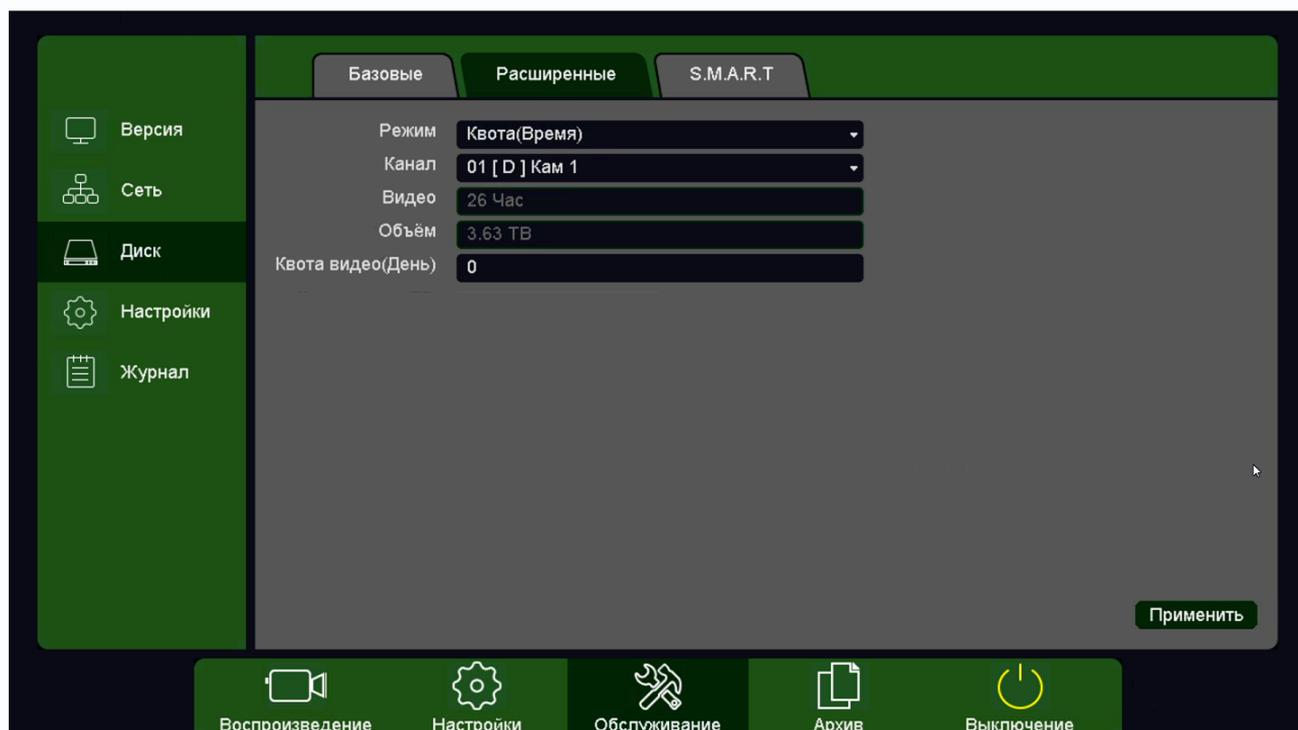 Базовые Расширенные S.M.A.R.T
Версия
Сеть
Диск
Настройки
Журнал
Режим Квота(Время)
Канал 01 [ D ] Кам 1
Видео 26 Час
Объём 3.63 TB
Квота видео(День) 0
Применить
Воспроизведение Настройки Обслуживание Архив Выключение